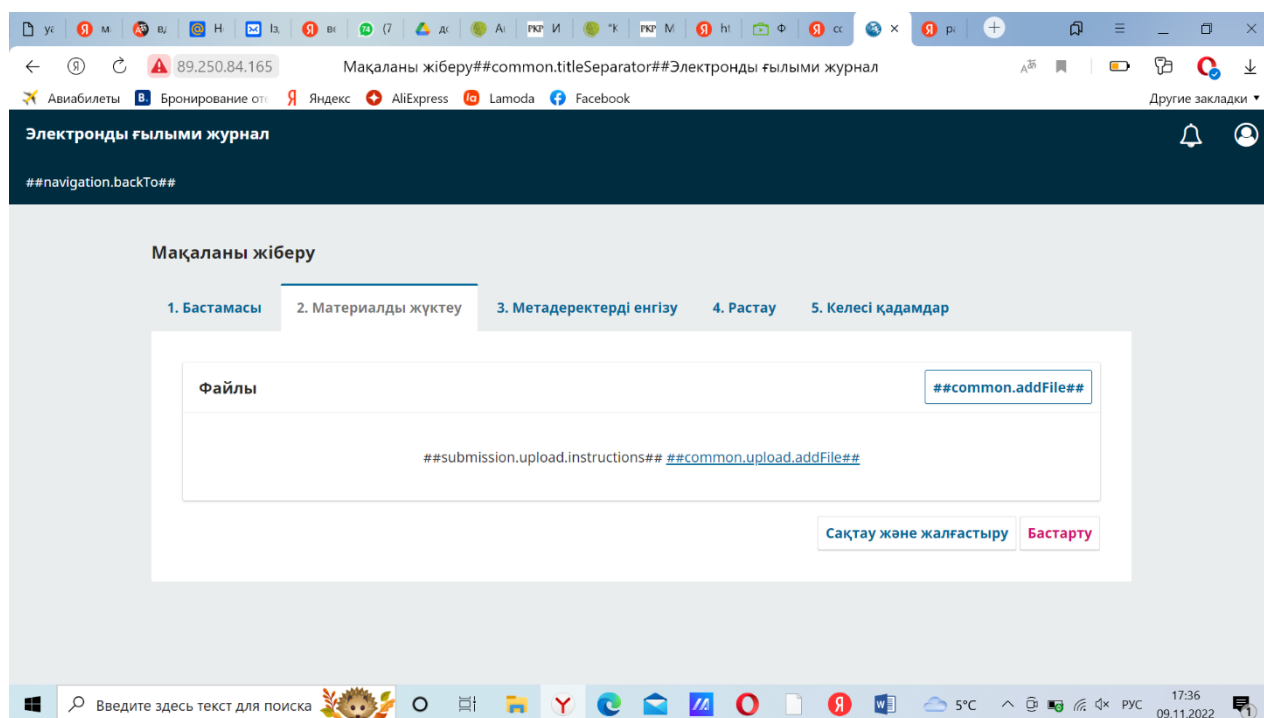 89.250.84.165 Мақаланы жіберу##common.titleSeparator##Электронды ғылыми журнал
Авиабилеты Бронирование оте Яндекс AliExpress Lamoda Facebook Другие закладки
Электронды ғылыми журнал
##navigation.backTo##
Мақаланы жіберу
1. Бастамасы 2. Материалды жүктеу 3. Метадеректерді енгізу 4. Растау 5. Келесі қадамдар
Файлы ##common.addFile##
##submission.upload.instructions## ##common.upload.addFile##
Сақтау және жалғастыру Бастарту
Введите здесь текст для поиска 5°C РУС 17:36
09.11.2022